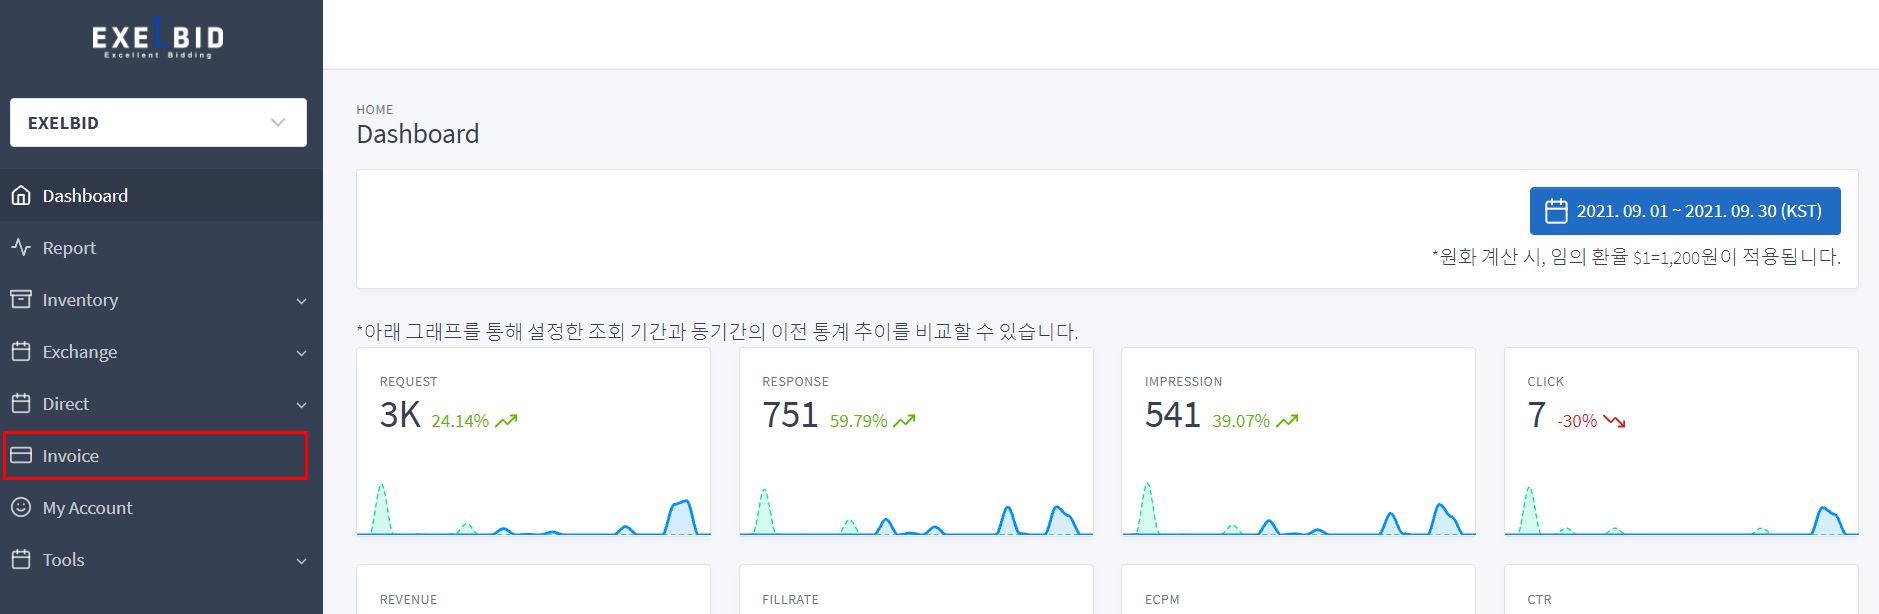 EXELBID
Excellent Bidding
EXELBID
Dashboard
Report
Inventory
Exchange
Direct
Invoice
My Account
Tools
HOME
Dashboard
2021. 09. 01 ~ 2021. 09. 30 (KST)
*원화 계산 시, 임의 환율 $1=1,200원이 적용됩니다.
*아래 그래프를 통해 설정한 조회 기간과 동기간의 이전 통계 추이를 비교할 수 있습니다.
REQUEST
3K 24.14%
RESPONSE
751 59.79%
IMPRESSION
541 39.07%
CLICK
7 -30%
REVENUE
FILLRATE
ECPM
CTR